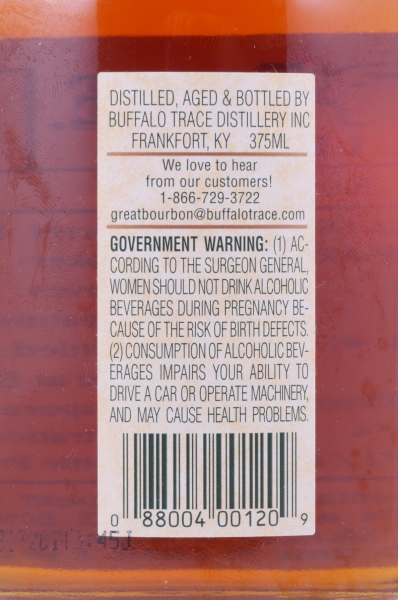 DISTILLED, AGED & BOTTLED BY
BUFFALO TRACE DISTILLERY INC
FRANKFORT, KY 375ML
We love to hear
from our customers!
1-866-729-3722
greatbourbon@buffalotrace.com
GOVERNMENT WARNING: (1) AC-
CORDING TO THE SURGEON GENERAL,
WOMEN SHOULD NOT DRINK ALCOHOLIC
BEVERAGES DURING PREGNANCY BE-
CAUSE OF THE RISK OF BIRTH DEFECTS.
(2) CONSUMPTION OF ALCOHOLIC BEV-
ERAGES IMPAIRS YOUR ABILITY TO
DRIVE A CAR OR OPERATE MACHINERY,
AND MAY CAUSE HEALTH PROBLEMS.
0 88004 00120 9